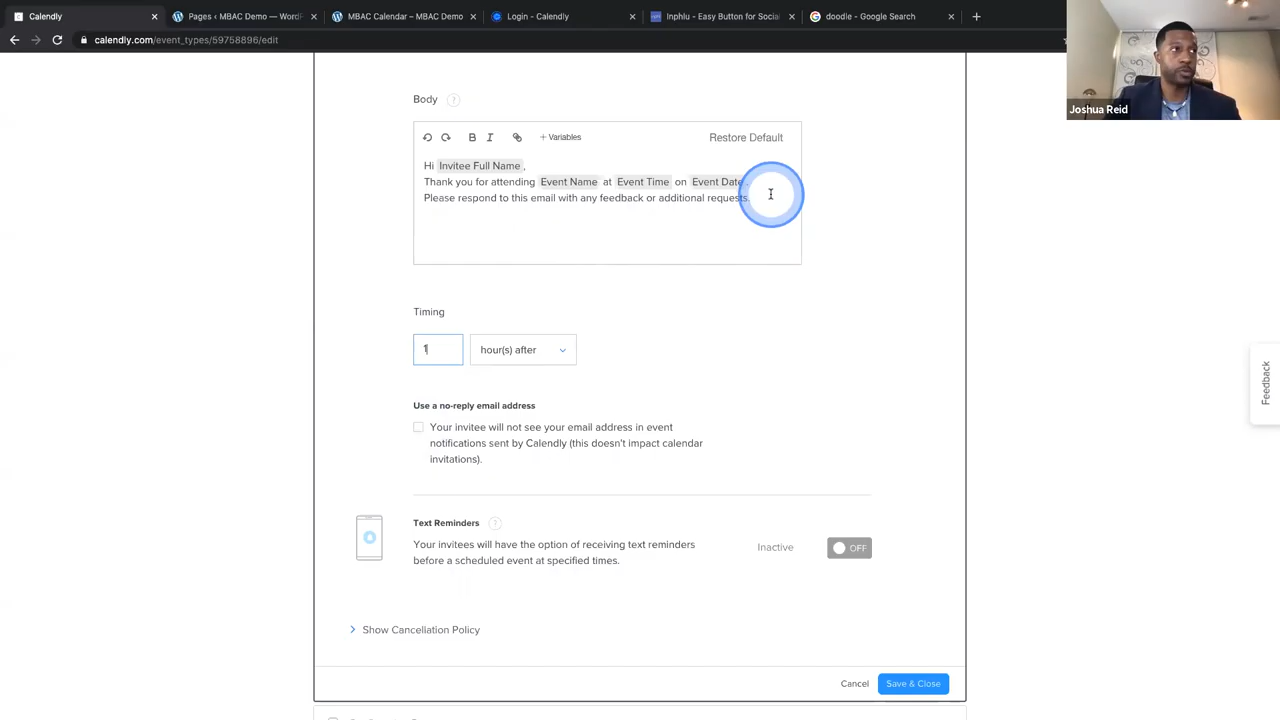 Calendly
Pages ‹ MBAC Demo — WordP
MBAC Calendar – MBAC Demo
Login - Calendly
Inphlu - Easy Button for Social
doodle - Google Search
calendly.com/event_types/59758896/edit
Joshua Reid
Body ?
B I + Variables Restore Default
Hi Invitee Full Name ,
Thank you for attending Event Name at Event Time on Event Date .
Please respond to this email with any feedback or additional requests.
Timing
1 hour(s) after
Feedback
Use a no-reply email address
Your invitee will not see your email address in event
notifications sent by Calendly (this doesn't impact calendar
invitations).
Text Reminders ?
Your invitees will have the option of receiving text reminders
before a scheduled event at specified times.
Inactive OFF
Show Cancellation Policy
Cancel Save & Close